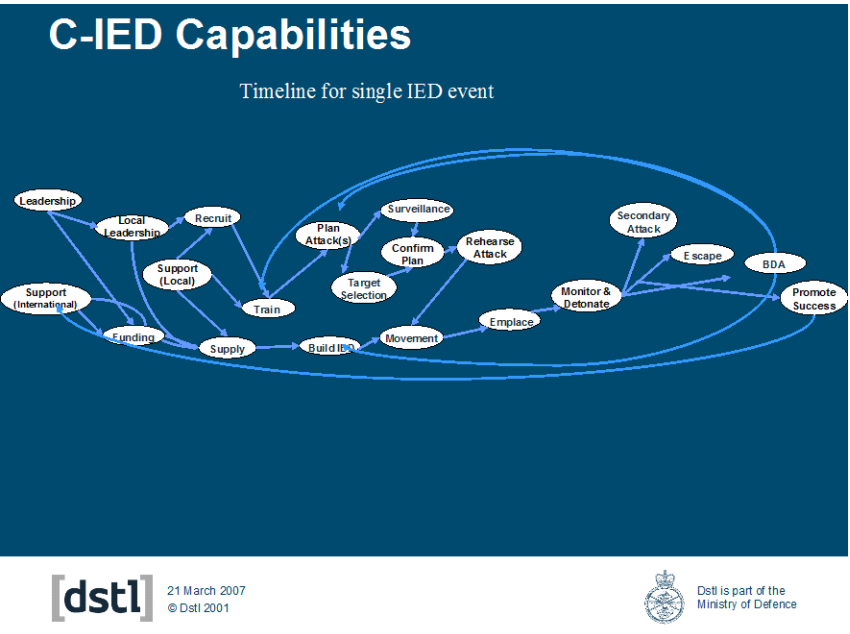 C-IED Capabilities
Timeline for single IED event
Leadership
Local
Leadership
Recruit
Support
(Local)
Support
(International)
Funding
Train
Supply
Plan
Attack(s)
Surveillance
Confirm
Plan
Rehearse
Attack
Target
Selection
Build IED
Movement
Emplace
Monitor &
Detonate
Secondary
Attack
Escape
BDA
Promote
Success
[dstl]
21 March 2007
© Dstl 2001
Dstl is part of the
Ministry of Defence